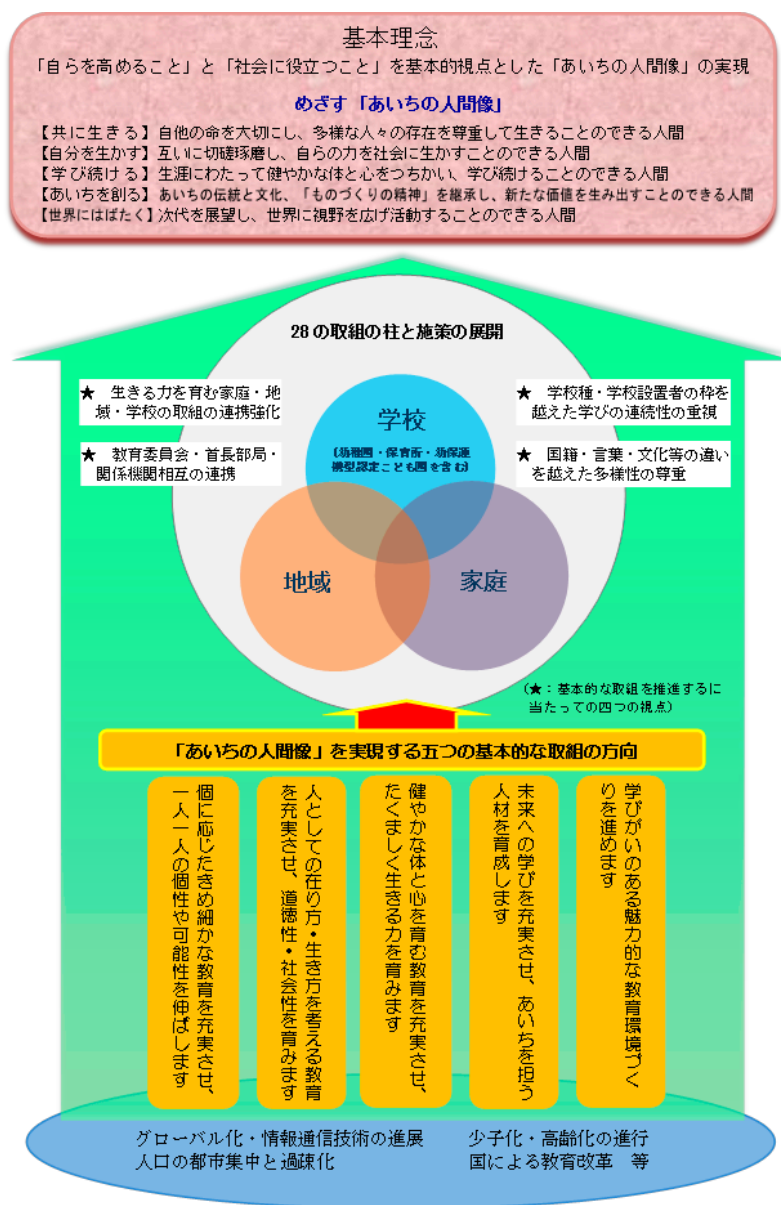 基本理念
「自らを高めること」と「社会に役立つこと」を基本的視点とした「あいちの人間像」の実現
めざす「あいちの人間像」
【共に生きる】自他の命を大切にし、多様な人々の存在を尊重して生きることのできる人間
【自分を生かす】互いに切磋琢磨し、自らの力を社会に生かすことのできる人間
【学び続ける】生涯にわたって健やかな体と心をつちかい、学び続けることのできる人間
【あいちを創る】あいちの伝統と文化、「ものづくりの精神」を継承し、新たな価値を生み出すことのできる人間
【世界にはばたく】次代を展望し、世界に視野を広げ活動することのできる人間
28の取組の柱と施策の展開
★ 生きる力を育む家庭・地
域・学校の取組の連携強化
★ 教育委員会・首長部局・
関係機関相互の連携
★ 学校種・学校設置者の枠を
越えた学びの連続性の重視
★ 国籍・言葉・文化等の違い
を越えた多様性の尊重
学校
(幼稚園・保育所・幼保連
携型認定こども園を含む)
地域
家庭
(★:基本的な取組を推進するに
当たっての四つの視点)
「あいちの人間像」を実現する五つの基本的な取組の方向
個に応じたきめ細かな教育を充実させ、
一人一人の個性や可能性を伸ばします
人としての在り方・生き方を考える教育
を充実させ、道徳性・社会性を育みます
健やかな体と心を育む教育を充実させ、
たくましく生きる力を育みます
未来への学びを充実させ、あいちを担う
人材を育成します
学びがいのある魅力的な教育環境づく
りを進めます
グローバル化・情報通信技術の進展
人口の都市集中と過疎化
少子化・高齢化の進行
国による教育改革 等